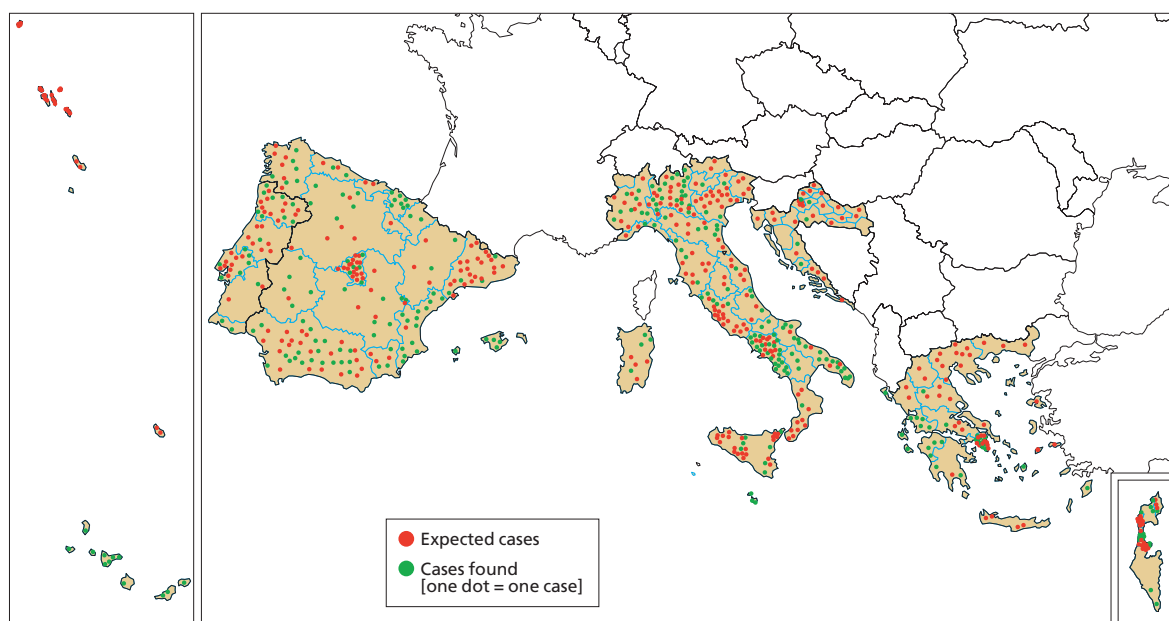 Expected cases
Cases found
[one dot = one case]